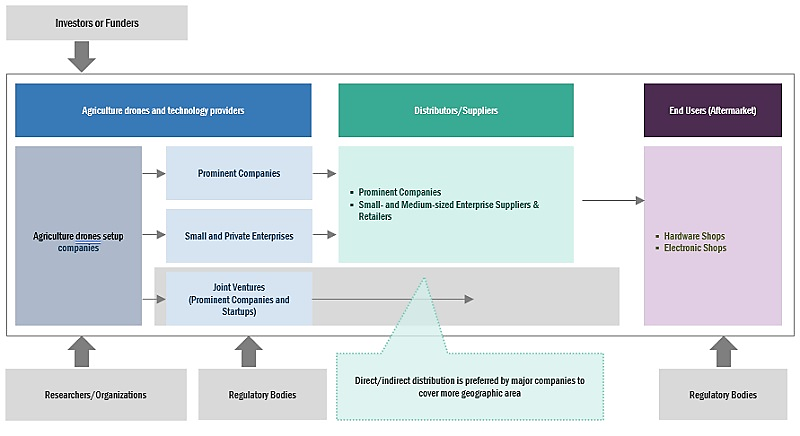 Investors or Funders
Agriculture drones and technology providers
Distributors/Suppliers
End Users (Aftermarket)
Agriculture drones setup
companies
Prominent Companies
Small and Private Enterprises
Joint Ventures
(Prominent Companies and
Startups)
▪ Prominent Companies
▪ Small- and Medium-sized Enterprise Suppliers &
Retailers
▪ Hardware Shops
▪ Electronic Shops
Direct/indirect distribution is preferred by major companies to
cover more geographic area
Researchers/Organizations
Regulatory Bodies
Regulatory Bodies